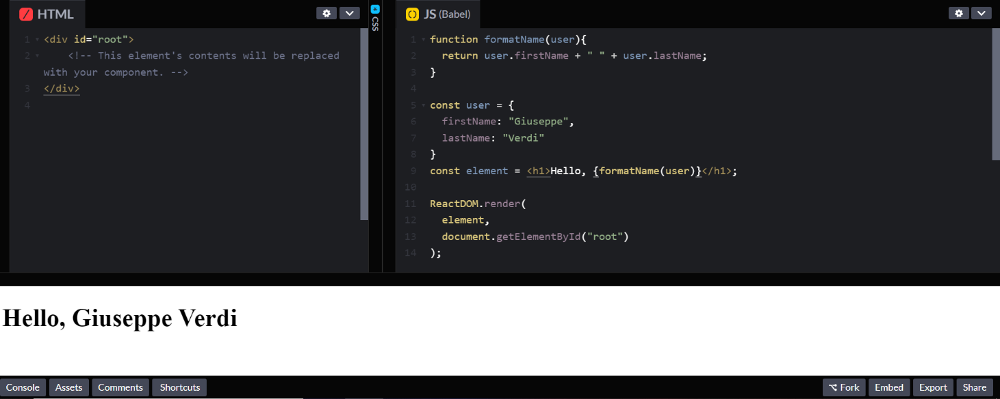 HTML
CSS
JS (Babel)
1 <div id="root">
2 <!-- This element's contents will be replaced
with your component. -->
3 </div>
4
1 function formatName(user){
2 return user.firstName + " " + user.lastName;
3 }
4
5 const user = {
6 firstName: "Giuseppe",
7 lastName: "Verdi"
8 }
9 const element = <h1>Hello, {formatName(user)}</h1>;
10
11 ReactDOM.render(
12 element,
13 document.getElementById("root")
14 );
Hello, Giuseppe Verdi
Console Assets Comments Shortcuts Fork Embed Export Share